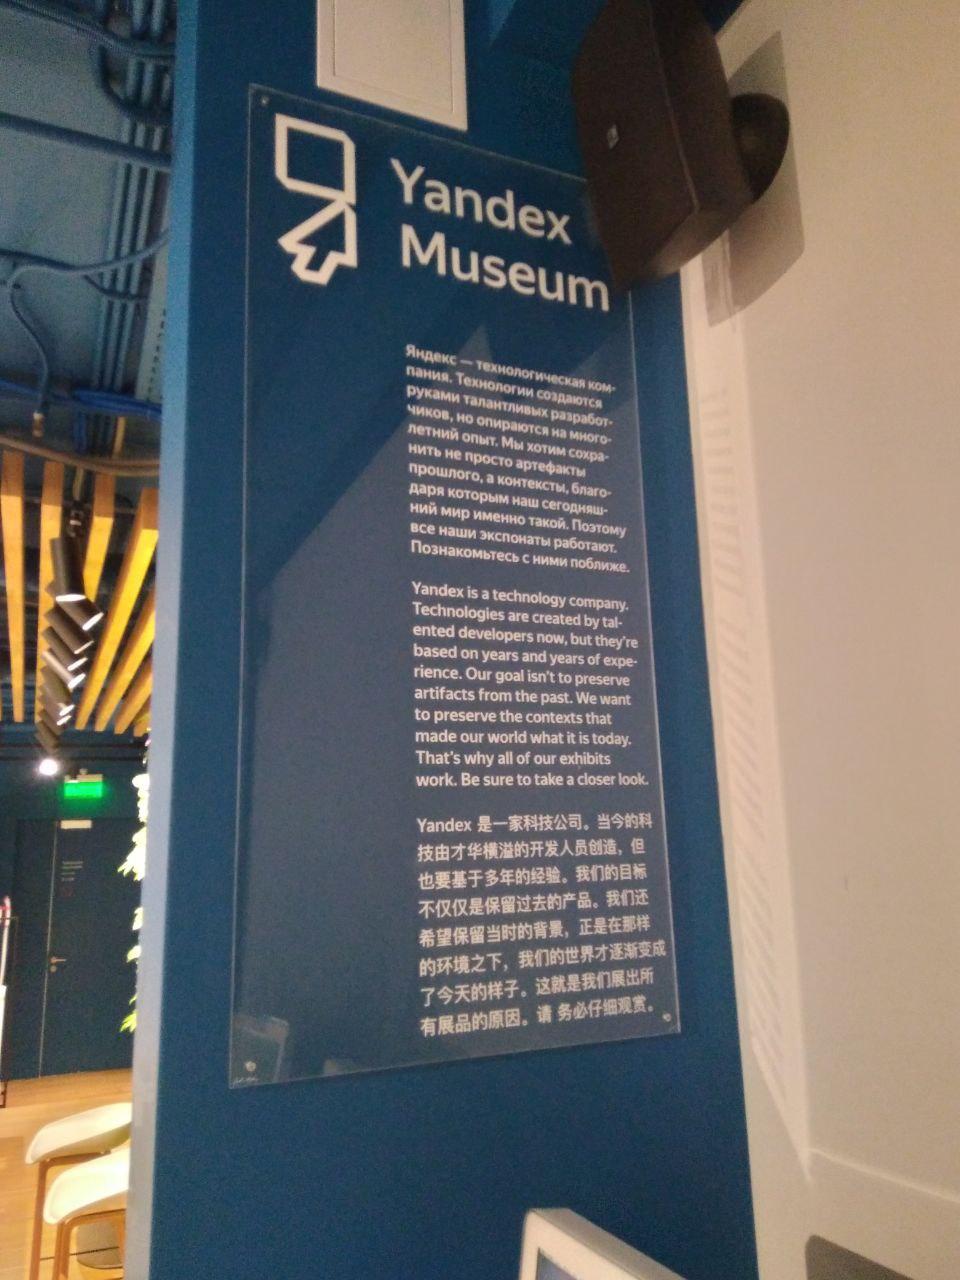 Yandex
Museum
Яндекс — технологическая ком-
пания. Технологии создаются
руками талантливых разработ-
чиков, но опираются на много-
летний опыт. Мы хотим сохра-
нить не просто артефакты
прошлого, а контексты, благо-
даря которым наш сегодняш-
ний мир именно такой. Поэтому
все наши экспонаты работают.
Познакомьтесь с ними поближе.
Yandex is a technology company.
Technologies are created by tal-
ented developers now, but they're
based on years and years of expe-
rience. Our goal isn't to preserve
artifacts from the past. We want
to preserve the contexts that
made our world what it is today.
That's why all of our exhibits
work. Be sure to take a closer look.
Yandex 是一家科技公司。当今的科
技由才华横溢的开发人员创造，但
也要基于多年的经验。我们的目标
不仅仅是保留过去的产品。我们还
希望保留当时的背景，正是在那样
的环境之下，我们的世界才逐渐变成
了今天的样子。这就是我们展出所
有展品的原因。请 务必仔细观赏。